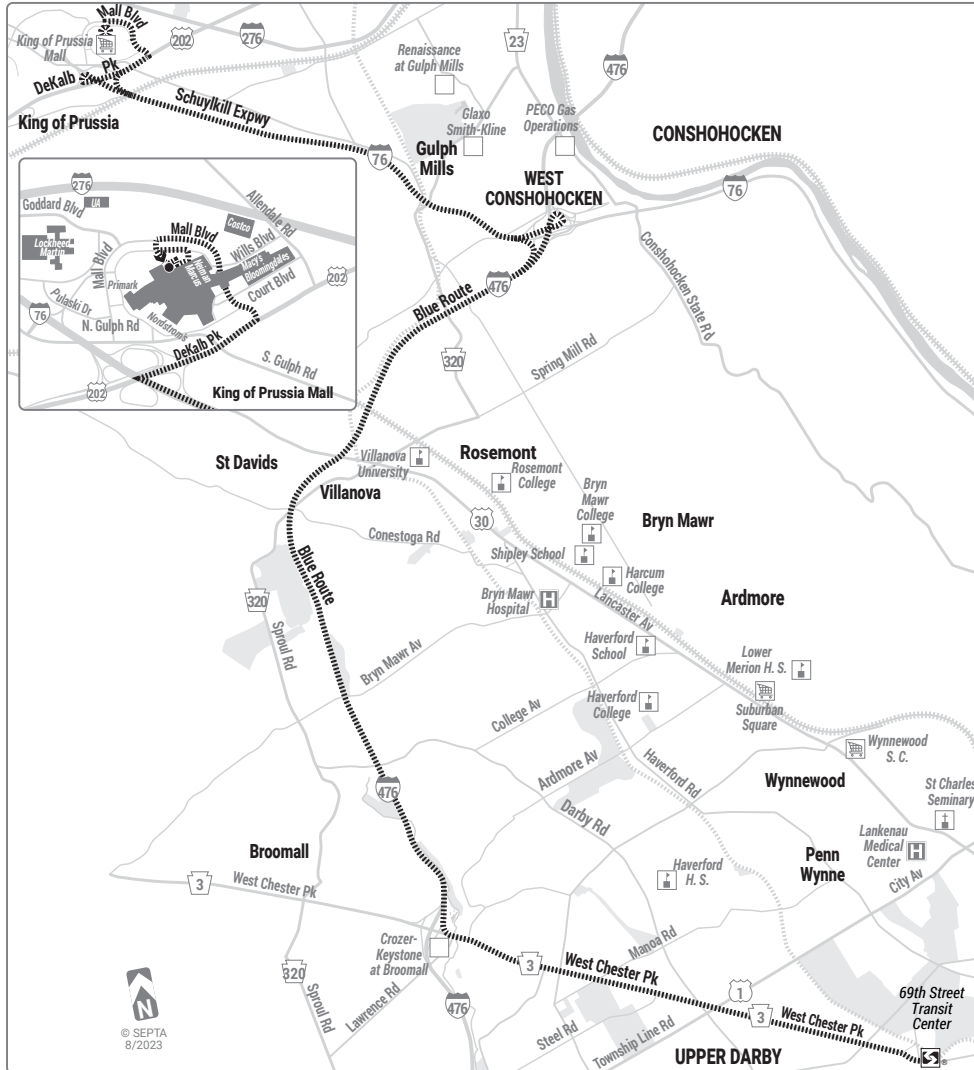 Mall Blvd
King of Prussia
Mall
202
276
DeKalb Pk
King of Prussia
Schuylkill Expwy
76
Renaissance
at Gulph Mills
23
476
Glaxo
Smith-Kline
PECO Gas
Operations
Gulph
Mills
CONSHOHOCKEN
WEST
CONSHOHOCKEN
76
276
Goddard Blvd
UA
Allendale Rd
Costco
Mall Blvd
Wills Blvd
Lockheed
Martin
Mall Blvd
Neiman
Marcus
Macy's
Bloomingdales
Court Blvd
202
Primark
Pulaski Dr
76
Nordstrom's
N. Gulph Rd
DeKalb Pk
S. Gulph Rd
202
King of Prussia Mall
476
Blue Route
Conshohocken State Rd
320
Spring Mill Rd
St Davids
Villanova
University
Rosemont
Rosemont
College
Villanova
30
Bryn
Mawr
College
Bryn Mawr
Conestoga Rd
Shipley School
Blue Route
Harcum
College
Ardmore
320
Bryn Mawr
Hospital
Lancaster Av
Sproul Rd
Haverford
School
Lower
Merion H. S.
Bryn Mawr Av
Suburban
Square
College Av
Haverford
College
Wynnewood
S. C.
Ardmore Av
Haverford Rd
476
Darby Rd
Wynnewood
St Charles
Seminary
Broomall
Lankenau
Medical
Center
Penn
Wynne
Haverford
H. S.
City Av
3
West Chester Pk
Manoa Rd
Crozer-
Keystone
at Broomall
3
West Chester Pk
N
320
Sproul Rd
Lawrence Rd
476
1
3
West Chester Pk
69th Street
Transit
Center
© SEPTA
8/2023
Steel Rd
Township Line Rd
UPPER DARBY
S
®